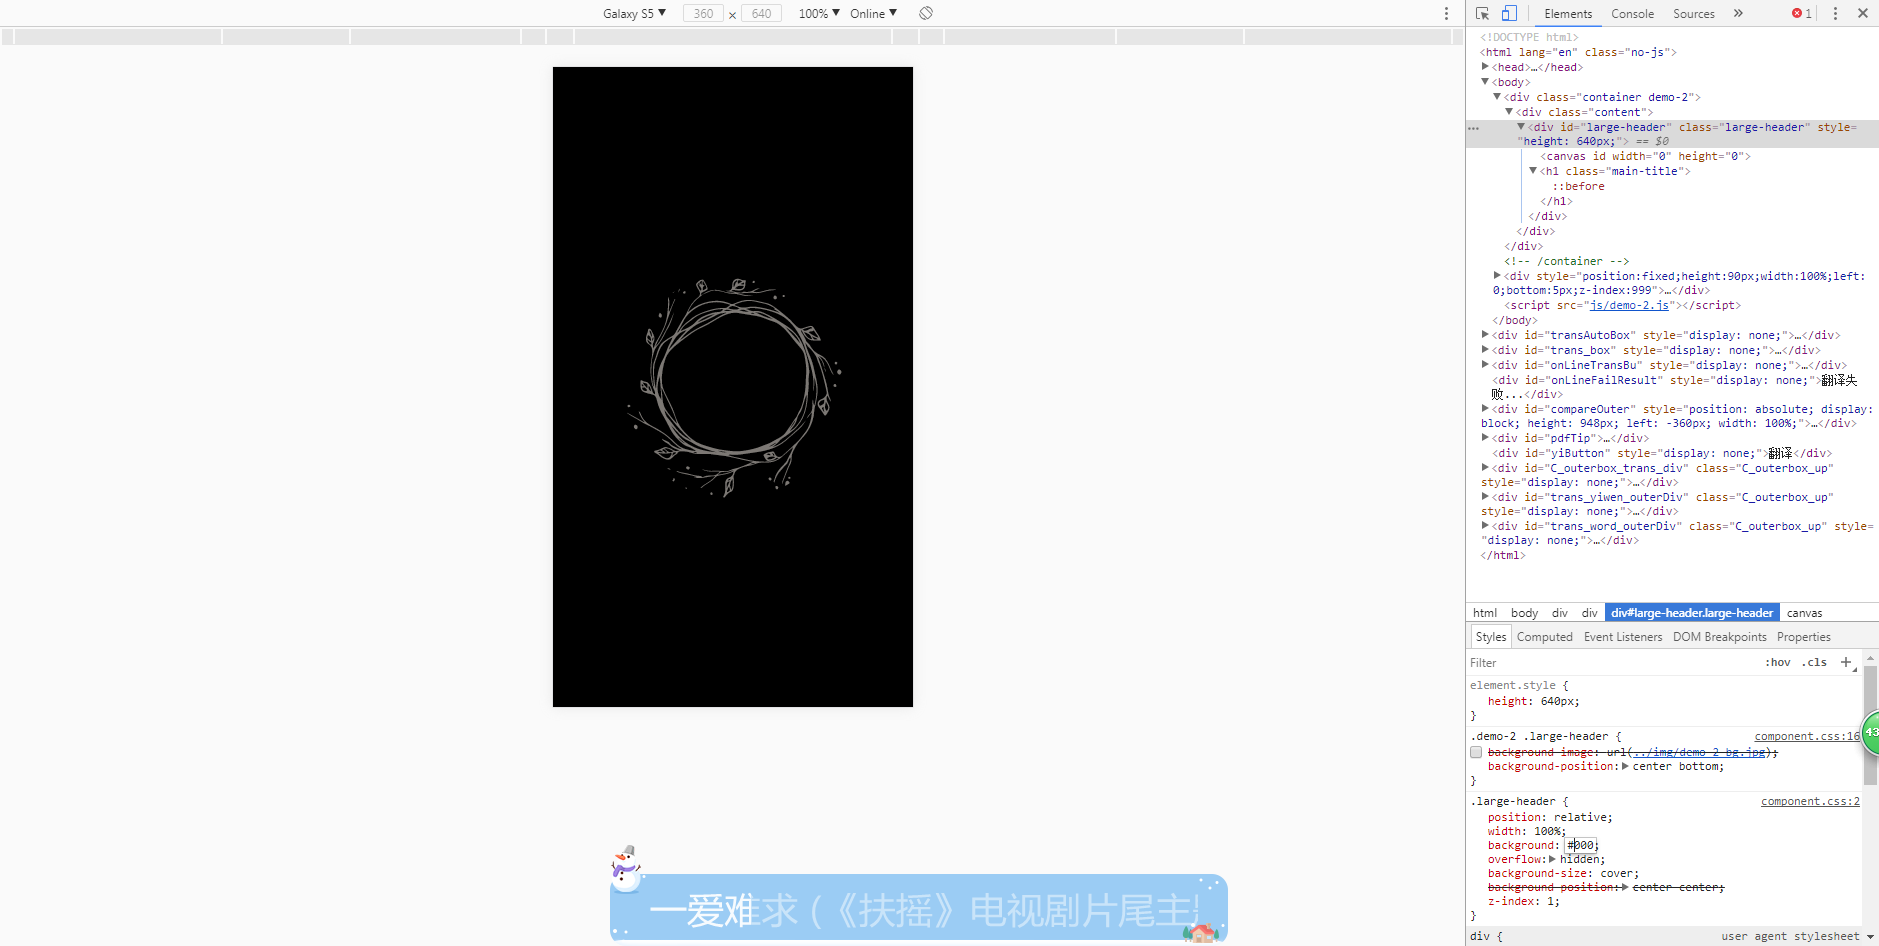 Galaxy S5 ▼ 360 × 640 100% ▼ Online ▼
Elements Console Sources » 1
<!DOCTYPE html>
<html lang="en" class="no-js">
<head>…</head>
<body>
<div class="container demo-2">
<div class="content">
<div id="large-header" class="large-header" style=
"height: 640px;"> == $0
<canvas id width="0" height="0">
<h1 class="main-title">
::before
</h1>
</div>
</div>
</div>
<!-- /container -->
<div style="position:fixed;height:90px;width:100%;left:
0;bottom:5px;z-index:999">…</div>
<script src="js/demo-2.js"></script>
</body>
<div id="transAutoBox" style="display: none;">…</div>
<div id="trans_box" style="display: none;">…</div>
<div id="onLineTransBu" style="display: none;">…</div>
<div id="onLineFailResult" style="display: none;">翻译失
败...</div>
<div id="compareOuter" style="position: absolute; display:
block; height: 948px; left: -360px; width: 100%;">…</div>
<div id="pdfTip">…</div>
<div id="yiButton" style="display: none;">翻译</div>
<div id="C_outerbox_trans_div" class="C_outerbox_up"
style="display: none;">…</div>
<div id="trans_yiwen_outerDiv" class="C_outerbox_up"
style="display: none;">…</div>
<div id="trans_word_outerDiv" class="C_outerbox_up" style=
"display: none;">…</div>
</html>
html body div div div#large-header.large-header canvas
Styles Computed Event Listeners DOM Breakpoints Properties
Filter :hov .cls +
element.style {
height: 640px;
}
.demo-2 .large-header { component.css:16
background-image: url(../img/demo-2-bg.jpg);
background-position: center bottom;
}
.large-header { component.css:2
position: relative;
width: 100%;
background: #000;
overflow: hidden;
background-size: cover;
background-position: center center;
z-index: 1;
}
div { user agent stylesheet
43
一爱难求 (《扶摇》电视剧片尾主